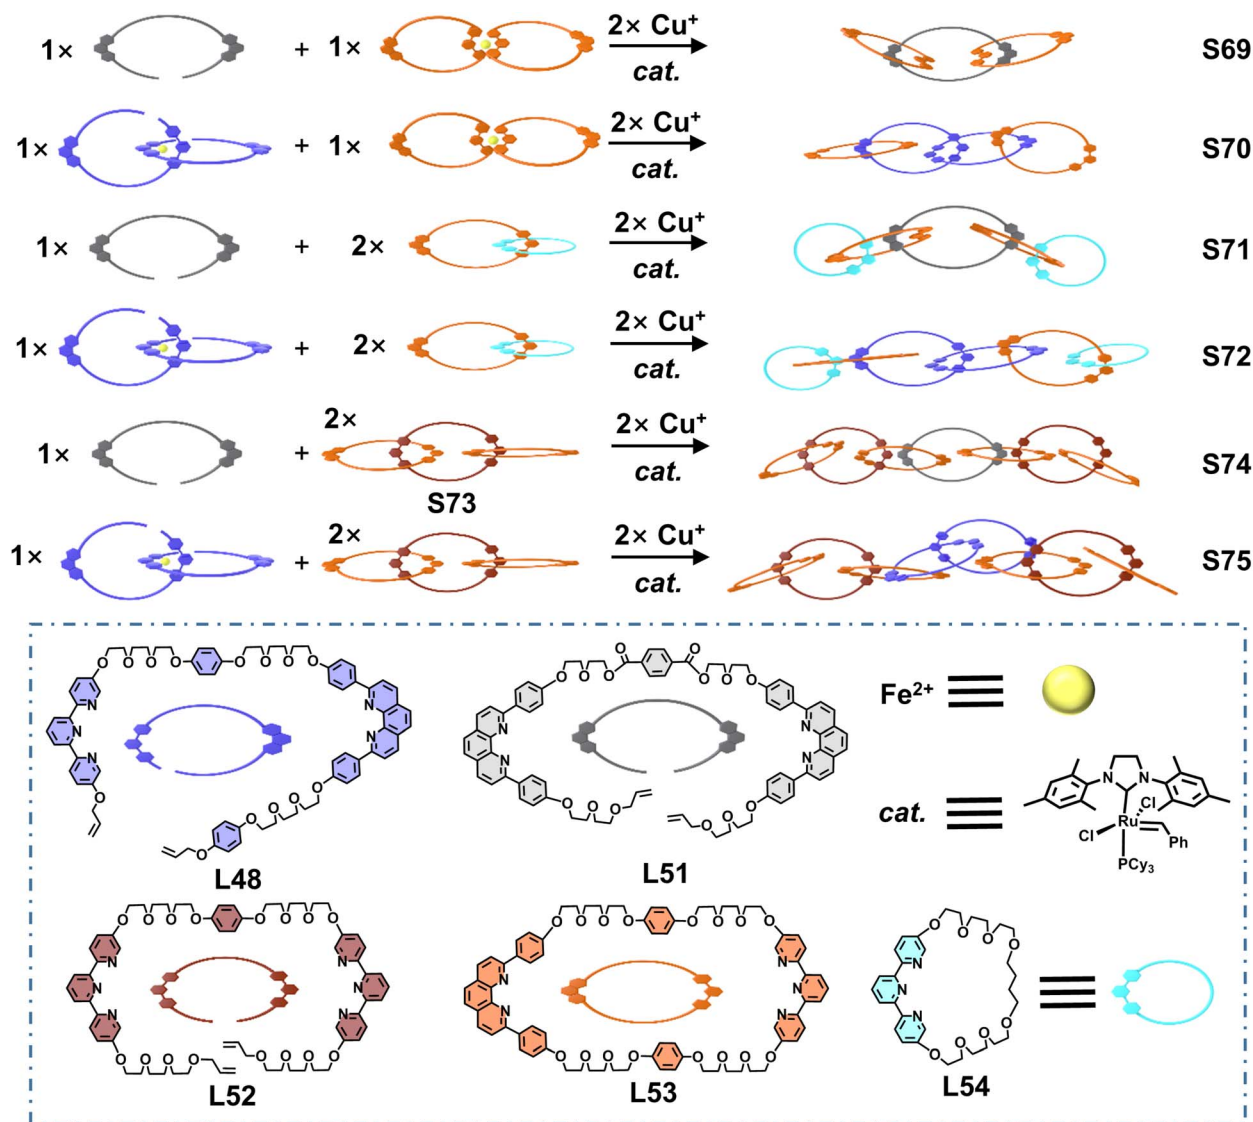 1× + 1× 2× Cu⁺ cat. S69
1× + 1× 2× Cu⁺ cat. S70
1× + 2× 2× Cu⁺ cat. S71
1× + 2× 2× Cu⁺ cat. S72
1× + 2× 2× Cu⁺ cat. S74
S73
1× + 2× 2× Cu⁺ cat. S75
O O O O O O O O O O
N N N
O O O O
N N
O
O O O O
O
L48
O O O O O O O O
N N
N N
O O O O O O
L51
Fe²⁺
cat.
N N
Cl
Ru
Cl
Ph
PCy₃
O O O O O O O O
N N N
N N N
O O O O O O O O
L52
O O O O O O O O
N N
N N N
O O O O O O O O
L53
O O O O
N N N
O O O O
L54